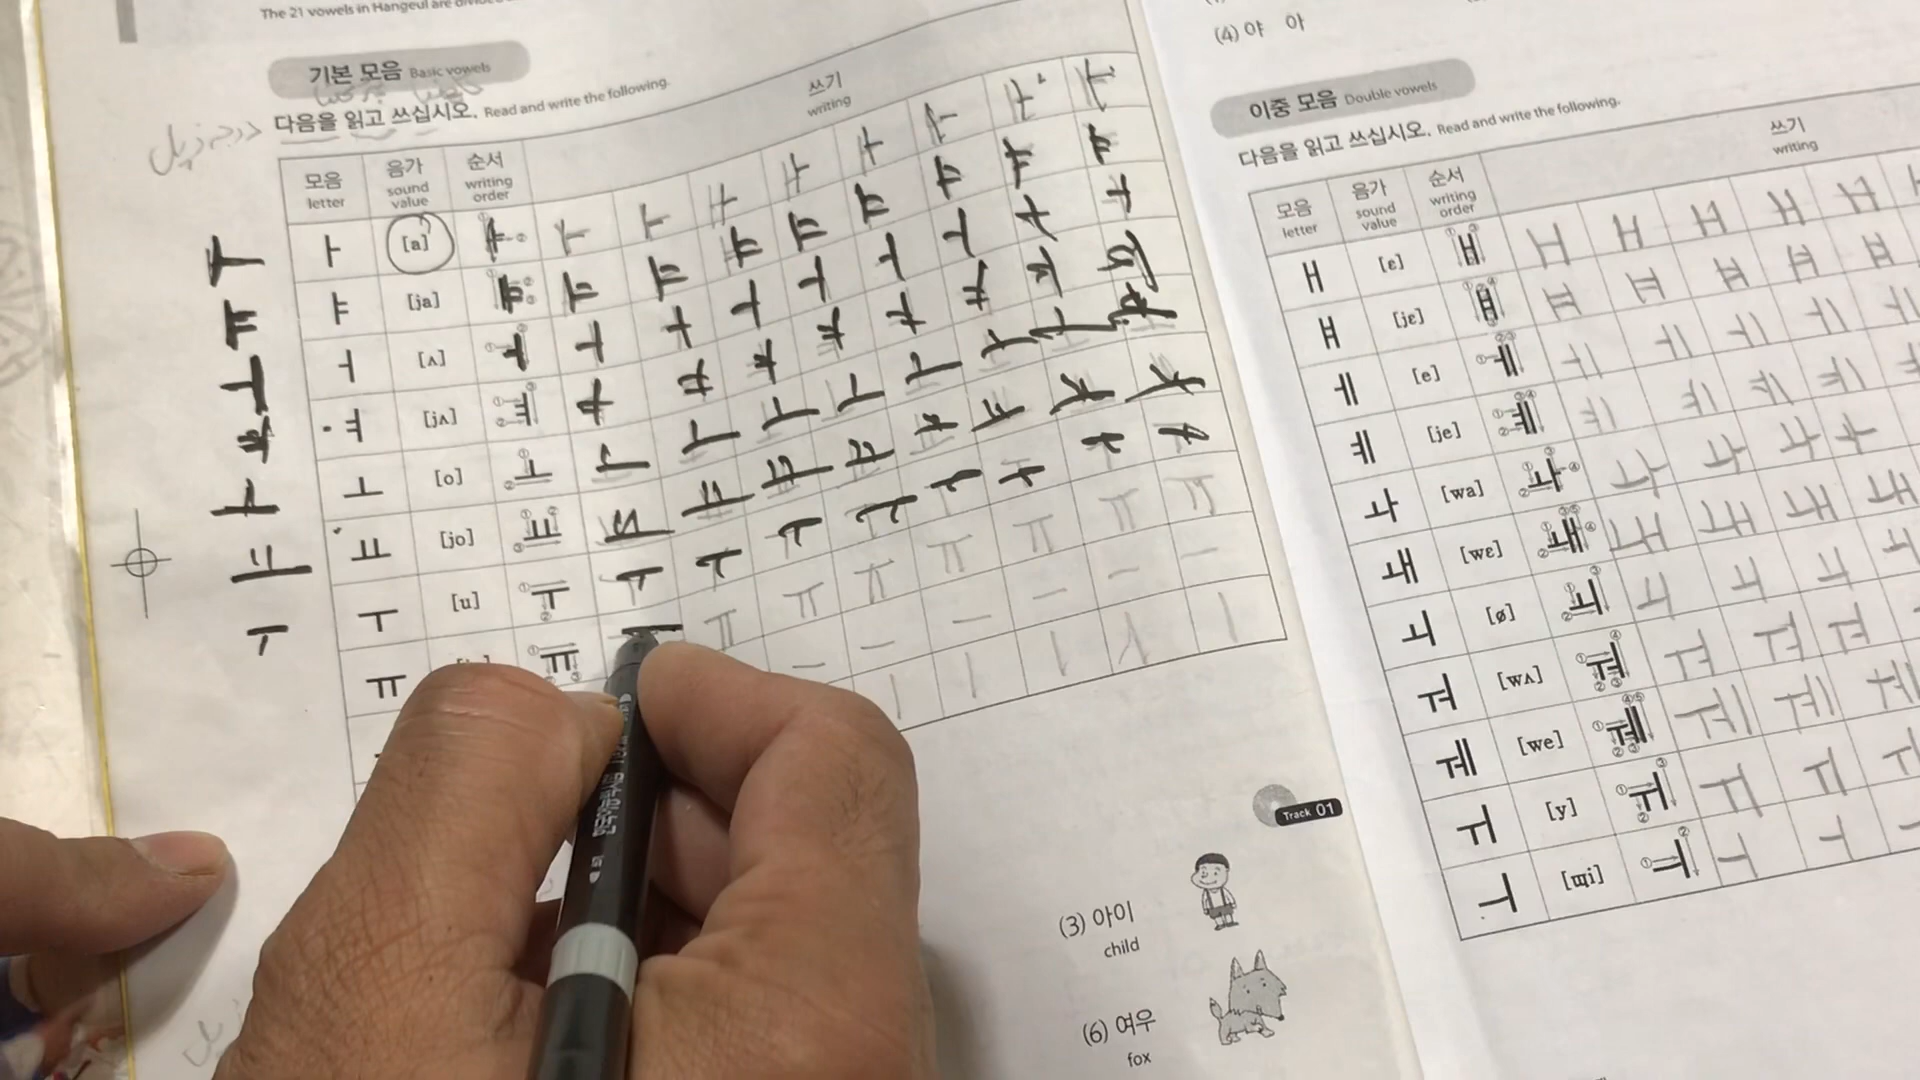 The 21 vowels in Hangeul are
기본 모음 Basic vowels
다음을 읽고 쓰십시오. Read and write the following.
모음 letter 음가 sound value 순서 writing order 쓰기 writing
ㅏ [a] ㅏ ㅏ ㅏ ㅏ ㅏ ㅏ ㅏ ㅏ ㅏ
ㅑ [ja] ㅑ ㅑ ㅑ ㅑ ㅑ ㅑ ㅑ ㅑ ㅑ
ㅓ [ʌ] ㅓ ㅓ ㅓ ㅓ ㅓ ㅓ ㅓ ㅓ ㅓ
ㅕ [jʌ] ㅕ ㅕ ㅕ ㅕ ㅕ ㅕ ㅕ ㅕ
ㅗ [o] ㅗ ㅗ ㅗ ㅗ ㅗ ㅗ ㅗ ㅗ
ㅛ [jo] ㅛ ㅛ ㅛ ㅛ ㅛ ㅛ ㅛ ㅛ
ㅜ [u] ㅜ ㅜ ㅜ ㅜ ㅜ ㅜ ㅜ ㅜ ㅜ
ㅠ ㅠ ㅠ ㅠ ㅠ ㅠ ㅠ ㅠ ㅠ
ㅡ ㅡ ㅡ ㅡ ㅡ
ㅣ ㅣ ㅣ ㅣ ㅣ
ㅏ
ㅑ
ㅓ
ㅕ
ㅗ
ㅛ
ㅜ
Track 01
(3) 아이
child
(6) 여우
fox
(4) 야 아
이중 모음 Double vowels
다음을 읽고 쓰십시오. Read and write the following.
모음 letter 음가 sound value 순서 writing order 쓰기 writing
ㅐ [ɛ] ㅐ ㅐ ㅐ ㅐ ㅐ ㅐ
ㅒ [jɛ] ㅒ ㅒ ㅒ ㅒ ㅒ ㅒ
ㅔ [e] ㅔ ㅔ ㅔ ㅔ ㅔ ㅔ
ㅖ [je] ㅖ ㅖ ㅖ ㅖ ㅖ
ㅘ [wa] ㅘ ㅘ ㅘ ㅘ ㅘ
ㅙ [wɛ] ㅙ ㅙ ㅙ ㅙ ㅙ
ㅚ [ø] ㅚ ㅚ ㅚ ㅚ
ㅝ [wʌ] ㅝ ㅝ ㅝ ㅝ
ㅞ [we] ㅞ ㅞ ㅞ ㅞ
ㅟ [y] ㅟ ㅟ ㅟ ㅟ
ㅢ [ɰi] ㅢ ㅢ ㅢ